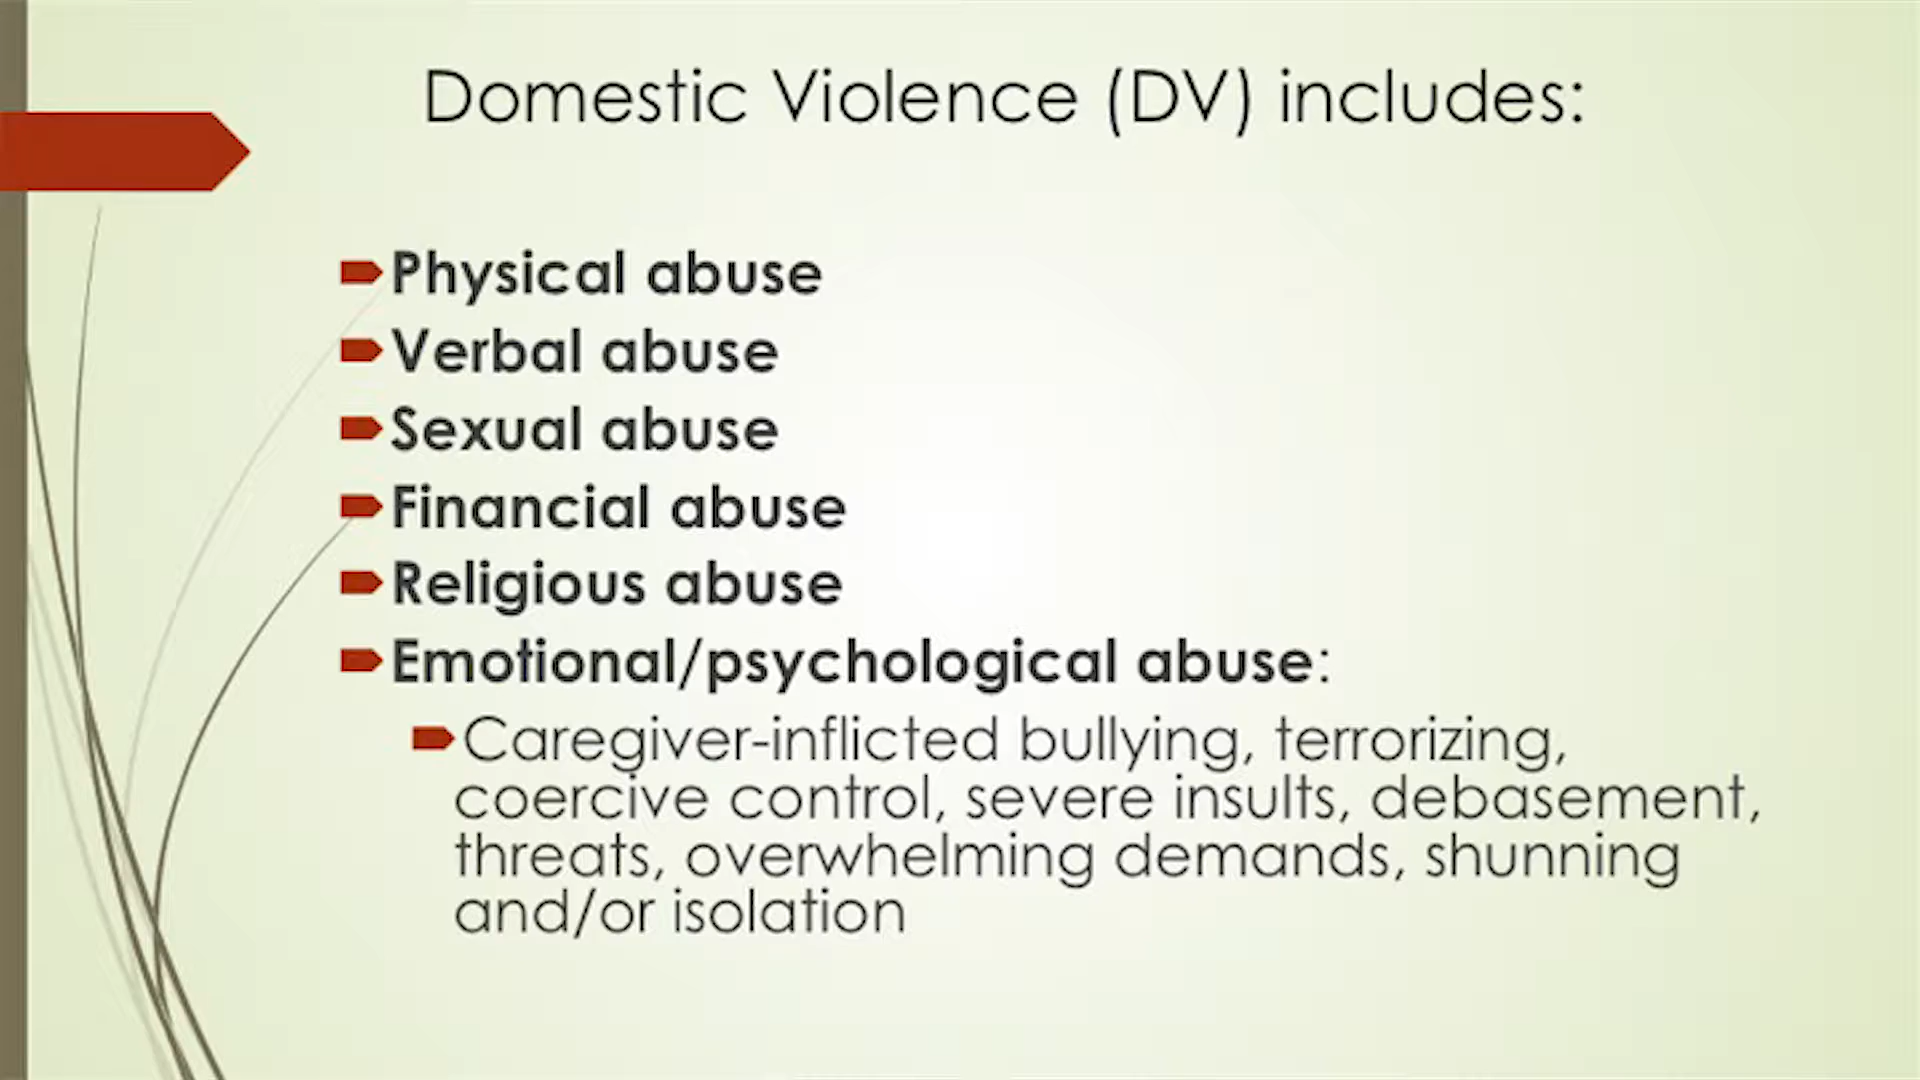 Domestic Violence (DV) includes:
Physical abuse
Verbal abuse
Sexual abuse
Financial abuse
Religious abuse
Emotional/psychological abuse:
Caregiver-inflicted bullying, terrorizing,
coercive control, severe insults, debasement,
threats, overwhelming demands, shunning
and/or isolation